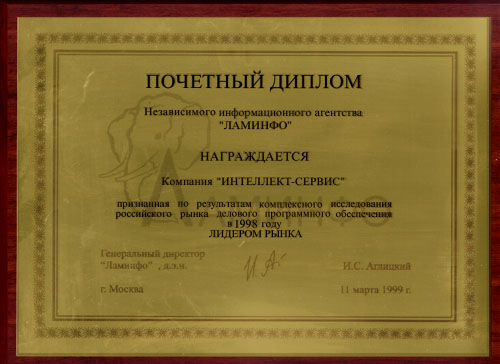 ПОЧЕТНЫЙ ДИПЛОМ
Независимого информационного агентства
"ЛАМИНФО"
НАГРАЖДАЕТСЯ
Компания "ИНТЕЛЛЕКТ-СЕРВИС"
признанная по результатам комплексного исследования
российского рынка делового программного обеспечения
в 1998 году
ЛИДЕРОМ РЫНКА
Генеральный директор
"Ламинфо" , д.э.н.
И.С. Аглицкий
г. Москва
11 марта 1999 г.